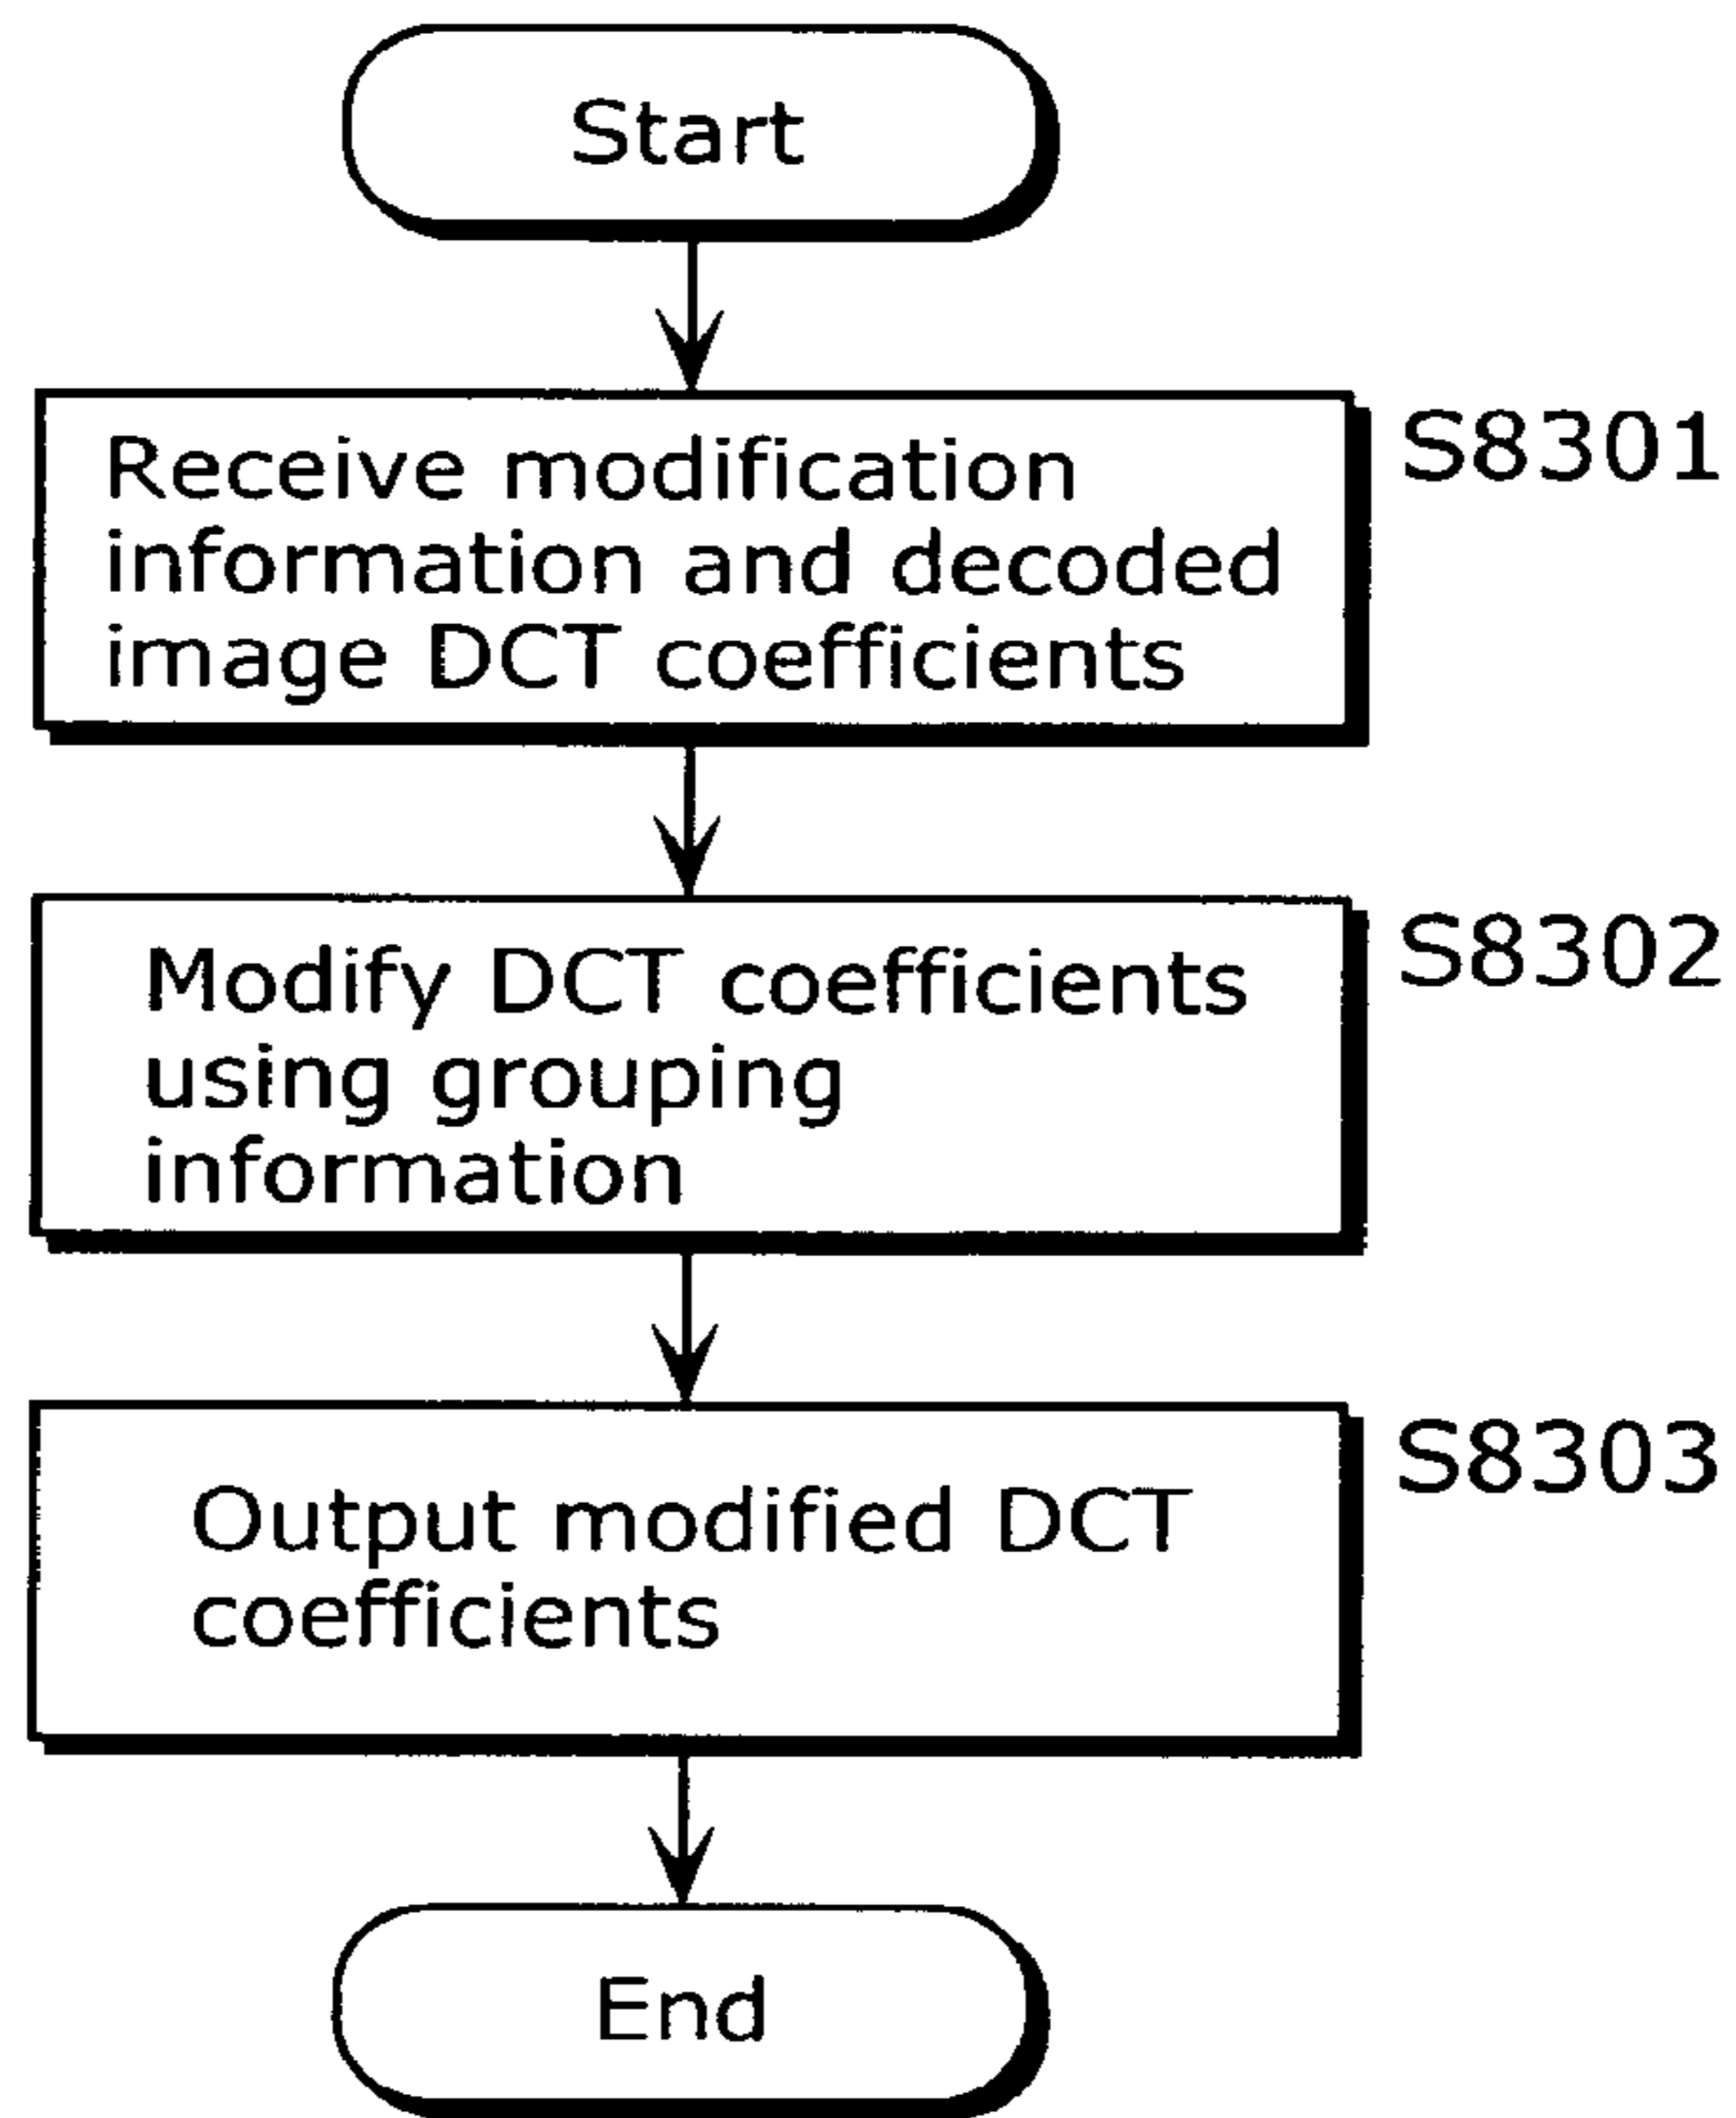 Start
Receive modification
information and decoded
image DCT coefficients
S8301
Modify DCT coefficients
using grouping
information
S8302
Output modified DCT
coefficients
S8303
End